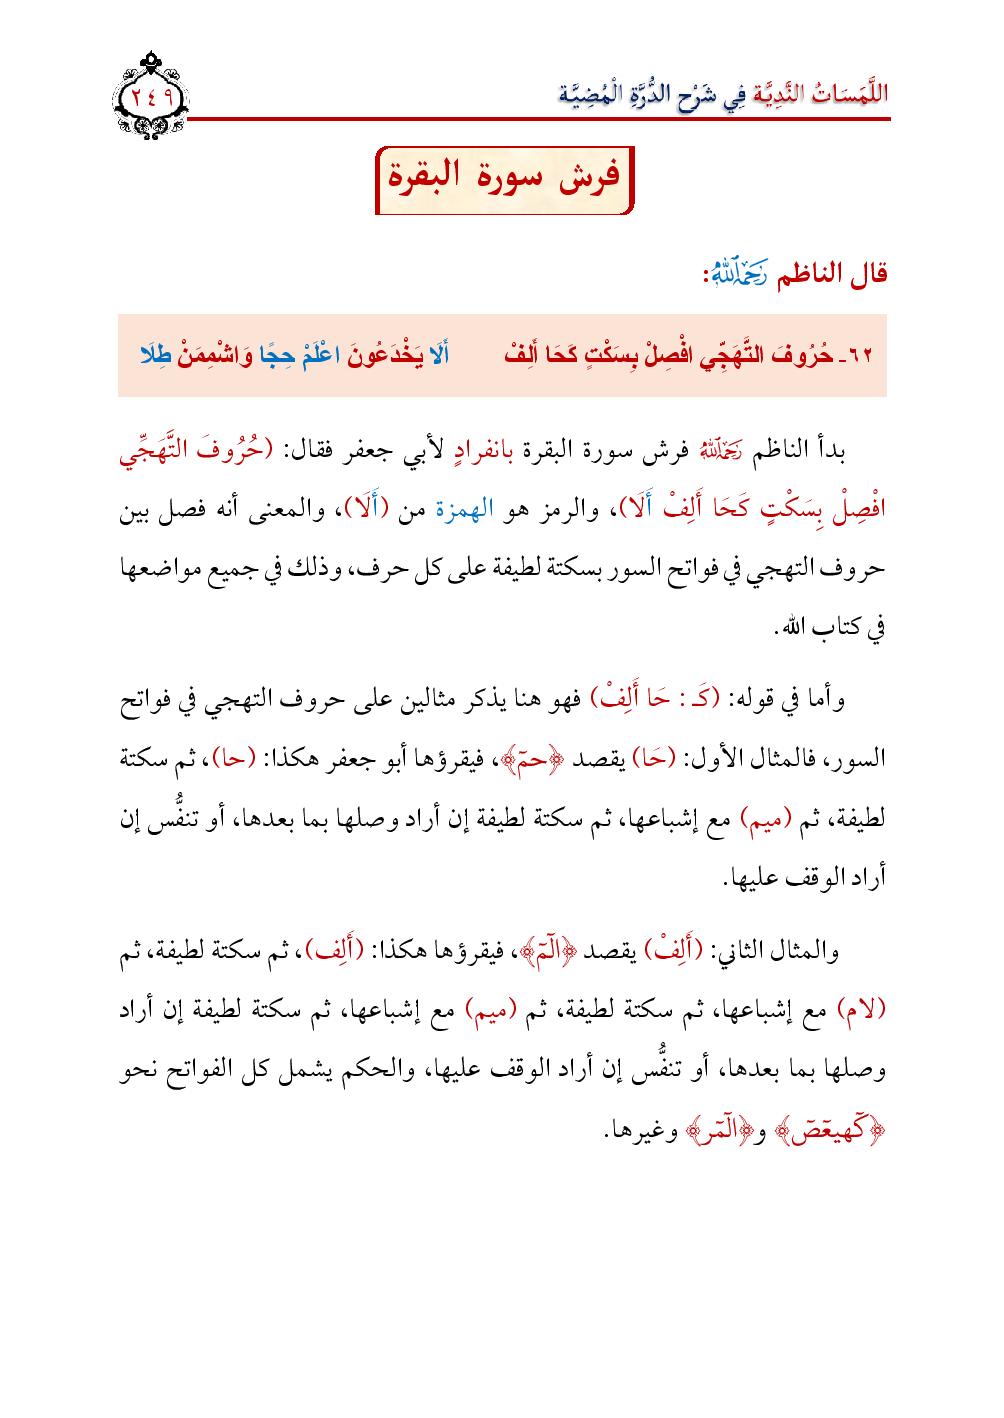 اللَّمَسَاتُ النَّدِيَّة فِي شَرْح الدُّرَّةِ الْمُضِيَّة
٢٤٩
فرش سورة البقرة
قال الناظم رَحِمَهُ اللَّهُ:
٦٢- حُرُوفَ التَّهَجِّي افْصِلْ بِسَكْتٍ كَحَا أَلِفْ أَلَا يَخْدَعُونَ اعْلَمْ حِجًا وَاشْمِمَنْ طِلَا
بدأ الناظم رَحِمَهُ اللَّهُ فرش سورة البقرة بانفرادٍ لأبي جعفر فقال: (حُرُوفَ التَّهَجِّي
افْصِلْ بِسَكْتٍ كَحَا أَلِفْ أَلَا)، والرمز هو الهمزة من (أَلَا)، والمعنى أنه فصل بين
حروف التهجي في فواتح السور بسكتة لطيفة على كل حرف، وذلك في جميع مواضعها
في كتاب الله.
وأما في قوله: (كَـ : حَا أَلِفْ) فهو هنا يذكر مثالين على حروف التهجي في فواتح
السور، فالمثال الأول: (حَا) يقصد ﴿حمٓ﴾، فيقرؤها أبو جعفر هكذا: (حا)، ثم سكتة
لطيفة، ثم (ميم) مع إشباعها، ثم سكتة لطيفة إن أراد وصلها بما بعدها، أو تنفُّس إن
أراد الوقف عليها.
والمثال الثاني: (أَلِفْ) يقصد ﴿الٓمٓ﴾، فيقرؤها هكذا: (أَلِف)، ثم سكتة لطيفة، ثم
(لام) مع إشباعها، ثم سكتة لطيفة، ثم (ميم) مع إشباعها، ثم سكتة لطيفة إن أراد
وصلها بما بعدها، أو تنفُّس إن أراد الوقف عليها، والحكم يشمل كل الفواتح نحو
﴿كٓهيعٓصٓ﴾ و﴿الٓمٓر﴾ وغيرها.